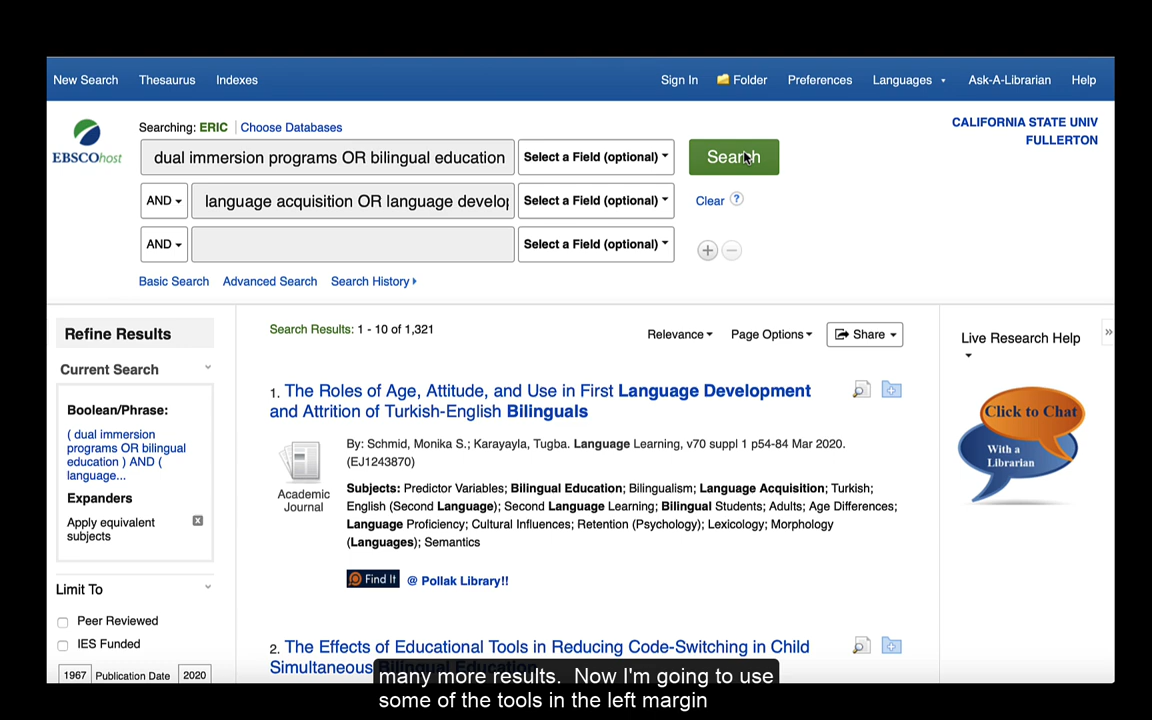 New Search Thesaurus Indexes Sign In Folder Preferences Languages Ask-A-Librarian Help
EBSCOhost
Searching: ERIC Choose Databases
CALIFORNIA STATE UNIV
FULLERTON
dual immersion programs OR bilingual education Select a Field (optional) Search
AND language acquisition OR language develop Select a Field (optional) Clear ?
AND Select a Field (optional)
Basic Search Advanced Search Search History
Refine Results
Current Search
Boolean/Phrase:
( dual immersion
programs OR bilingual
education ) AND (
language...
Expanders
Apply equivalent
subjects
Limit To
Peer Reviewed
IES Funded
1967 Publication Date 2020
Search Results: 1 - 10 of 1,321
Relevance Page Options Share
1. The Roles of Age, Attitude, and Use in First Language Development
and Attrition of Turkish-English Bilinguals
Academic
Journal
By: Schmid, Monika S.; Karayayla, Tugba. Language Learning, v70 suppl 1 p54-84 Mar 2020.
(EJ1243870)
Subjects: Predictor Variables; Bilingual Education; Bilingualism; Language Acquisition; Turkish;
English (Second Language); Second Language Learning; Bilingual Students; Adults; Age Differences;
Language Proficiency; Cultural Influences; Retention (Psychology); Lexicology; Morphology
(Languages); Semantics
Find It @ Pollak Library!!
2. The Effects of Educational Tools in Reducing Code-Switching in Child
Simultaneous Bilingual Education
Live Research Help
»
Click to Chat
With a
Librarian
many more results. Now I'm going to use
some of the tools in the left margin